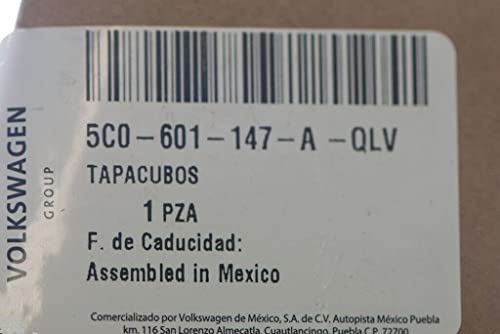 VOLKSWAGEN
GROUP
5C0-601-147-A -QLV
TAPACUBOS
1 PZA
F. de Caducidad:
Assembled in Mexico
Comercializado por Volkswagen de México, S.A. de C.V. Autopista México Puebla
km. 116 San Lorenzo Almecatla, Cuautlancingo, Puebla C.P. 72700